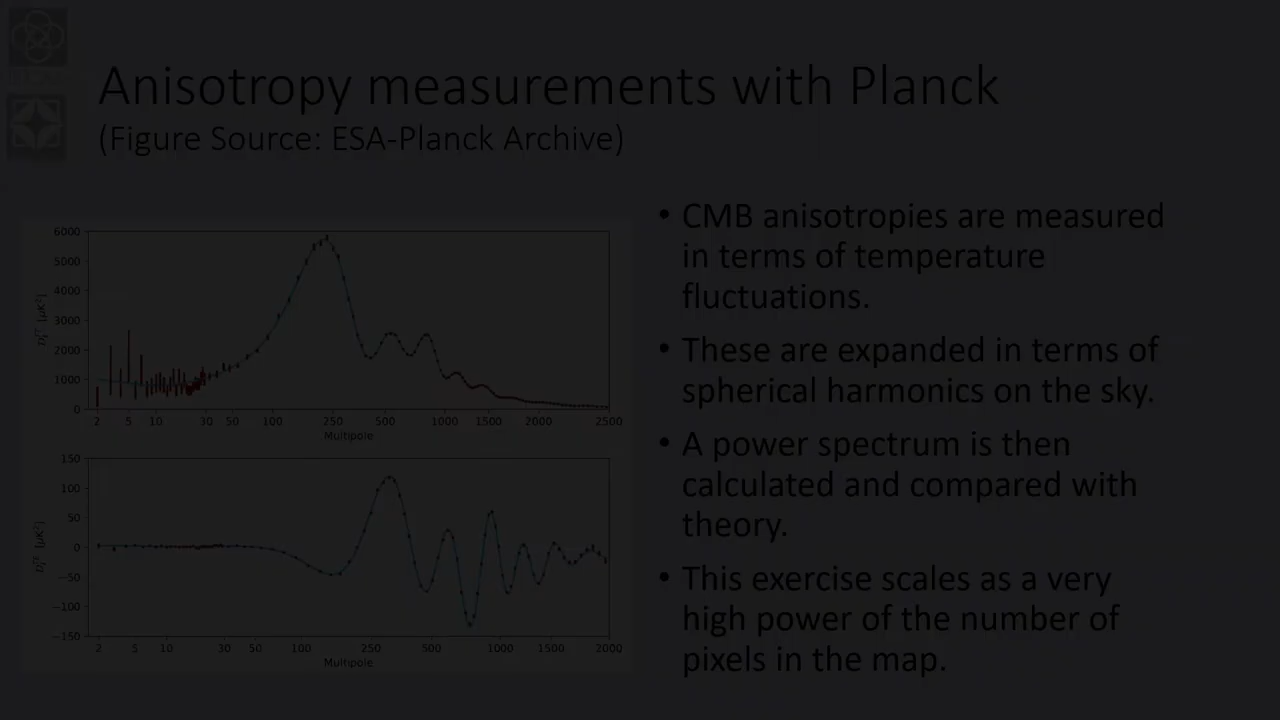 Anisotropy measurements with Planck
(Figure Source: ESA-Planck Archive)
6000
5000
4000
3000
2000
1000
0
2 5 10 30 50 100 250 500 1000 1500 2000 2500
Multipole
150
100
50
0
−50
−100
−150
2 5 10 30 50 100 250 500 1000 1500 2000
Multipole
• CMB anisotropies are measured
in terms of temperature
fluctuations.
• These are expanded in terms of
spherical harmonics on the sky.
• A power spectrum is then
calculated and compared with
theory.
• This exercise scales as a very
high power of the number of
pixels in the map.